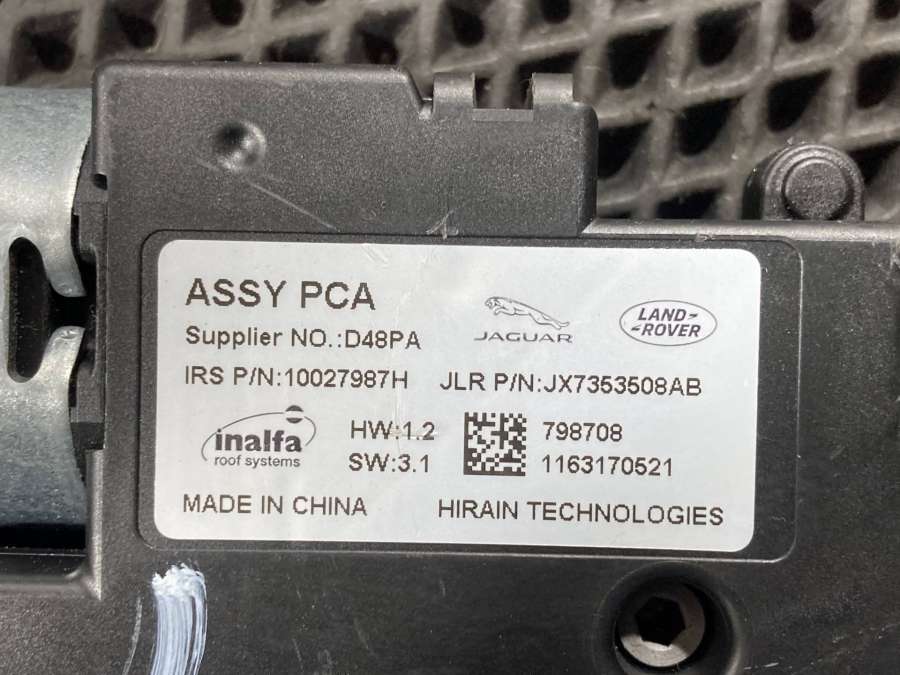 ASSY PCA
Supplier NO.:D48PA
JAGUAR
LAND-
-ROVER
IRS P/N:10027987H
JLR P/N:JX7353508AB
inalfa
roof systems
HW:1.2
SW:3.1
798708
1163170521
MADE IN CHINA
HIRAIN TECHNOLOGIES